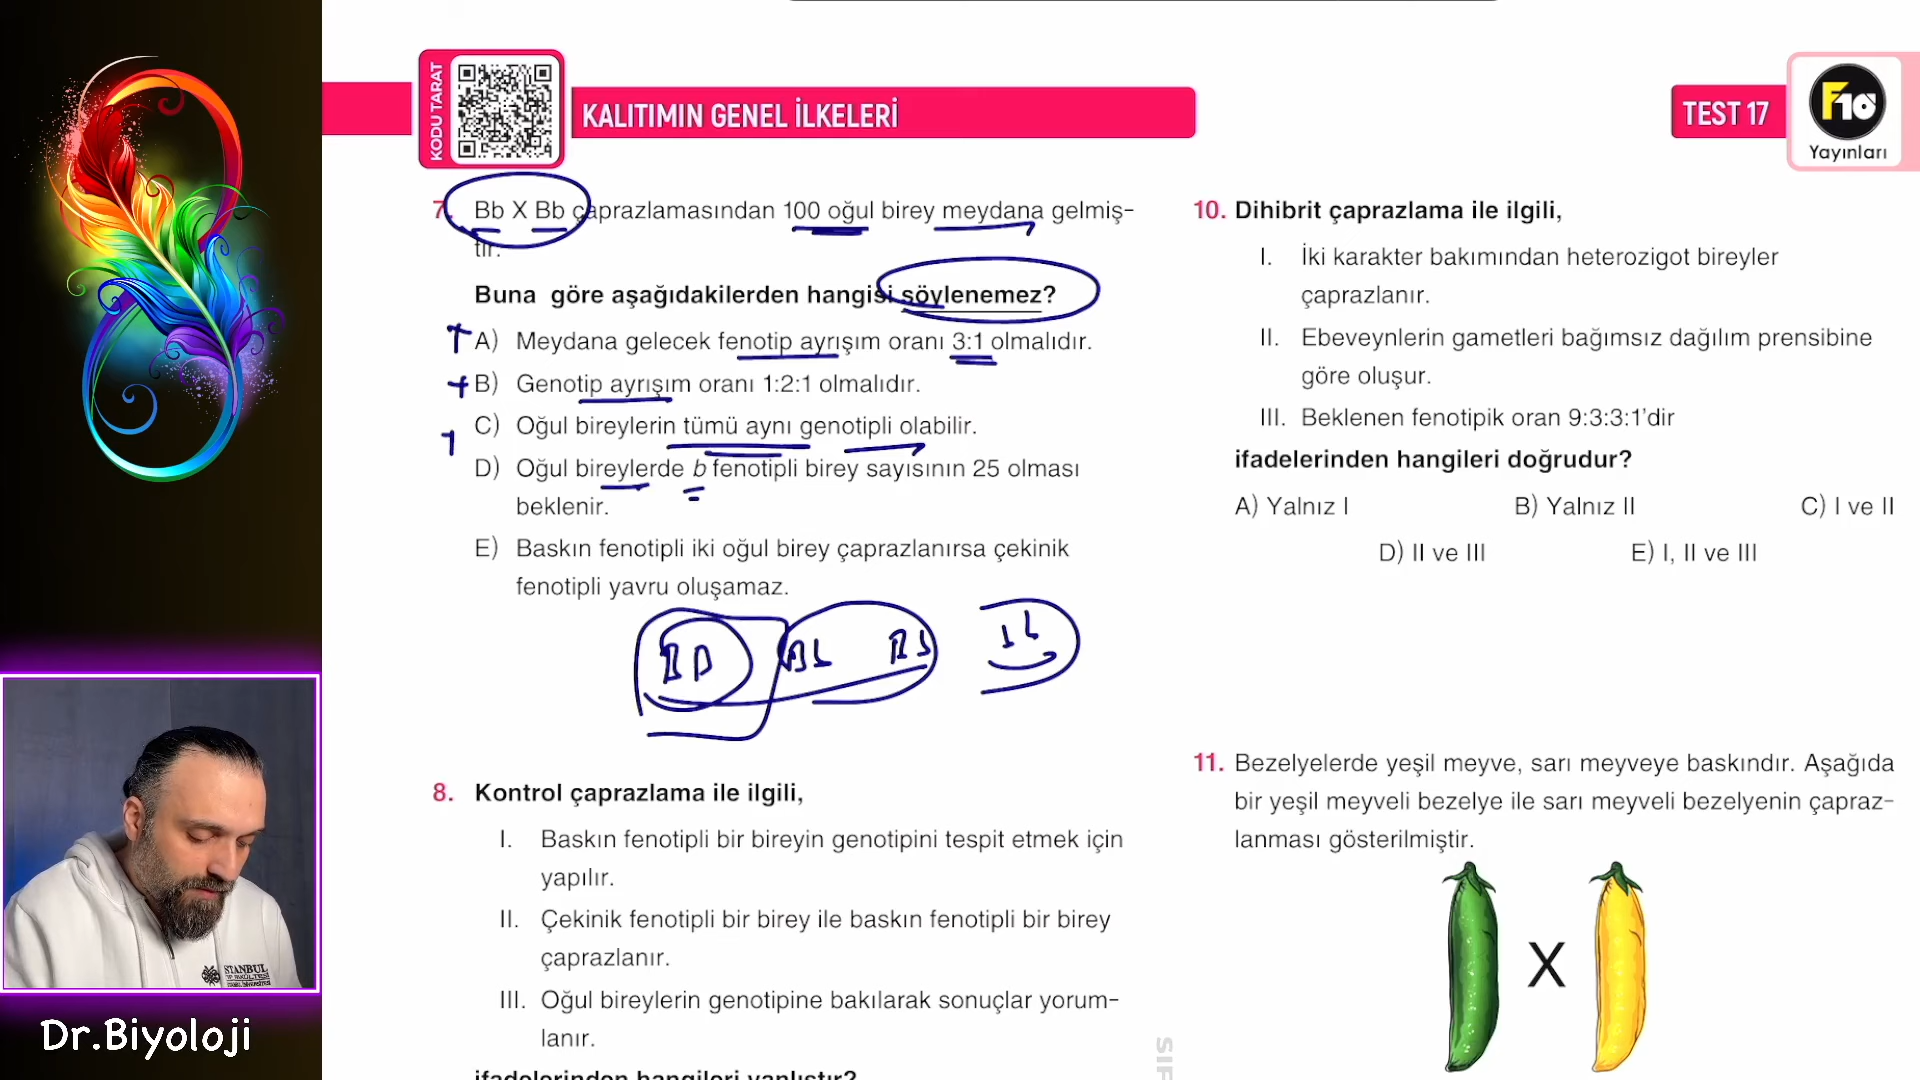 KODU TARAT
KALITIMIN GENEL İLKELERİ
TEST 17
F10
Yayınları
7. Bb X Bb çaprazlamasından 100 oğul birey meydana gelmiş-
tir.
Buna göre aşağıdakilerden hangisi söylenemez?
A) Meydana gelecek fenotip ayrışım oranı 3:1 olmalıdır.
B) Genotip ayrışım oranı 1:2:1 olmalıdır.
C) Oğul bireylerin tümü aynı genotipli olabilir.
D) Oğul bireylerde b fenotipli birey sayısının 25 olması
beklenir.
E) Baskın fenotipli iki oğul birey çaprazlanırsa çekinik
fenotipli yavru oluşamaz.
8. Kontrol çaprazlama ile ilgili,
I. Baskın fenotipli bir bireyin genotipini tespit etmek için
yapılır.
II. Çekinik fenotipli bir birey ile baskın fenotipli bir birey
çaprazlanır.
III. Oğul bireylerin genotipine bakılarak sonuçlar yorum-
lanır.
ifadelerinden hangileri yanlıştır?
10. Dihibrit çaprazlama ile ilgili,
I. İki karakter bakımından heterozigot bireyler
çaprazlanır.
II. Ebeveynlerin gametleri bağımsız dağılım prensibine
göre oluşur.
III. Beklenen fenotipik oran 9:3:3:1'dir
ifadelerinden hangileri doğrudur?
A) Yalnız I B) Yalnız II C) I ve II
D) II ve III E) I, II ve III
11. Bezelyelerde yeşil meyve, sarı meyveye baskındır. Aşağıda
bir yeşil meyveli bezelye ile sarı meyveli bezelyenin çapraz-
lanması gösterilmiştir.
X
STANBUL
Dr.Biyoloji